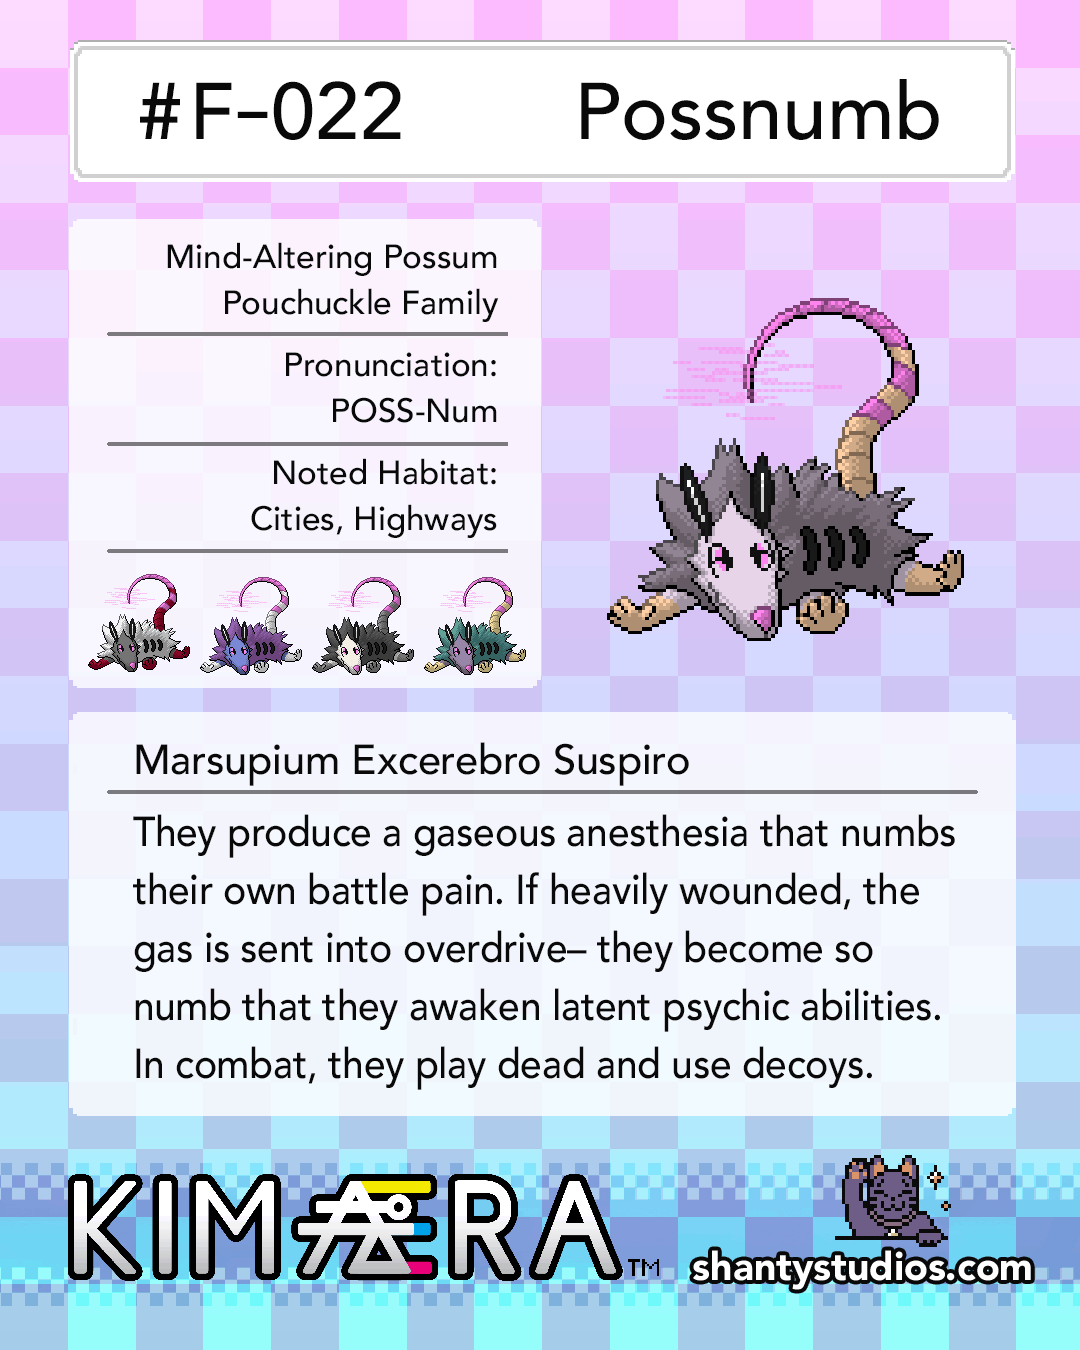 #F-022 Possnumb
Mind-Altering Possum
Pouchuckle Family
Pronunciation:
POSS-Num
Noted Habitat:
Cities, Highways
Marsupium Excerebro Suspiro
They produce a gaseous anesthesia that numbs
their own battle pain. If heavily wounded, the
gas is sent into overdrive– they become so
numb that they awaken latent psychic abilities.
In combat, they play dead and use decoys.
KIMÆRA™
shantystudios.com